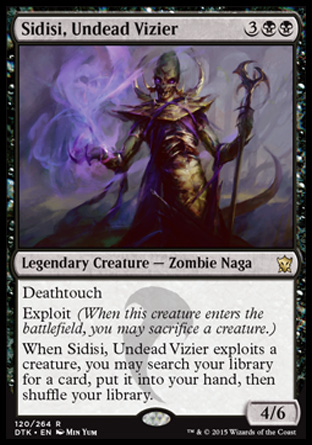 Sidisi, Undead Vizier 3
Legendary Creature — Zombie Naga
Deathtouch
Exploit (When this creature enters the
battlefield, you may sacrifice a creature.)
When Sidisi, Undead Vizier exploits a
creature, you may search your library
for a card, put it into your hand, then
shuffle your library.
4/6
120/264 R
DTK • EN Min Yum ™ & © 2015 Wizards of the Coast